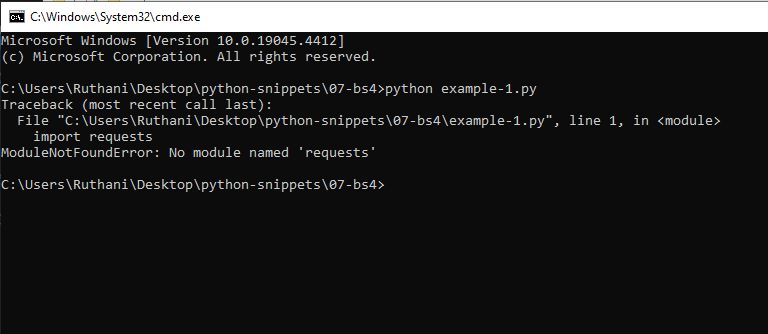 C:\Windows\System32\cmd.exe
Microsoft Windows [Version 10.0.19045.4412]
(c) Microsoft Corporation. All rights reserved.
C:\Users\Ruthani\Desktop\python-snippets\07-bs4>python example-1.py
Traceback (most recent call last):
  File "C:\Users\Ruthani\Desktop\python-snippets\07-bs4\example-1.py", line 1, in <module>
    import requests
ModuleNotFoundError: No module named 'requests'
C:\Users\Ruthani\Desktop\python-snippets\07-bs4>